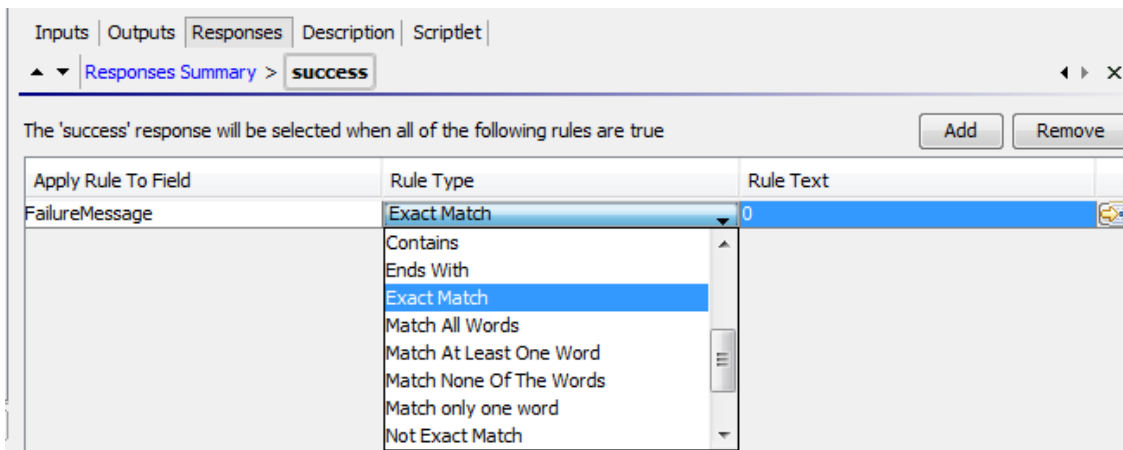 Inputs | Outputs | Responses | Description | Scriptlet |
Responses Summary > success
The 'success' response will be selected when all of the following rules are true Add Remove
Apply Rule To Field Rule Type Rule Text
FailureMessage Exact Match 0
Contains
Ends With
Exact Match
Match All Words
Match At Least One Word
Match None Of The Words
Match only one word
Not Exact Match